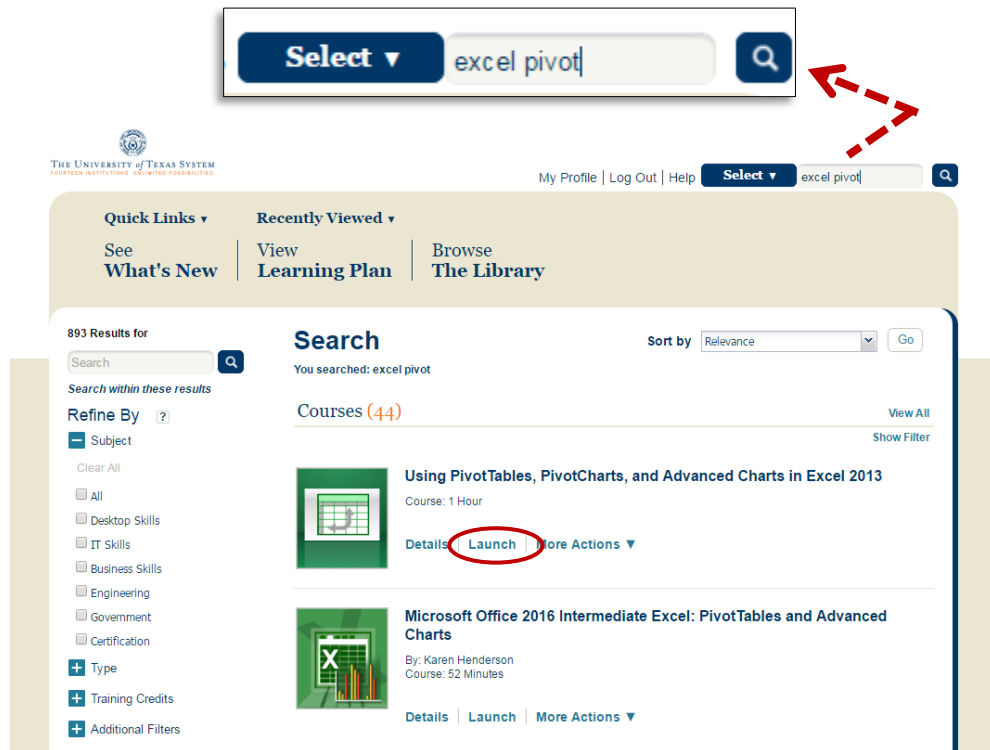 Select ▼ excel pivot
THE UNIVERSITY of TEXAS SYSTEM
FOURTEEN INSTITUTIONS. UNLIMITED POSSIBILITIES.
My Profile | Log Out | Help Select ▼ excel pivot
Quick Links ▼ Recently Viewed ▼
See View Browse
What's New Learning Plan The Library
893 Results for
Search
Search within these results
Refine By ?
Subject
Clear All
All
Desktop Skills
IT Skills
Business Skills
Engineering
Government
Certification
Type
Training Credits
Additional Filters
Search
Sort by Relevance Go
You searched: excel pivot
Courses (44) View All
Show Filter
Using PivotTables, PivotCharts, and Advanced Charts in Excel 2013
Course: 1 Hour
Details Launch More Actions ▼
Microsoft Office 2016 Intermediate Excel: PivotTables and Advanced
Charts
By: Karen Henderson
Course: 52 Minutes
Details Launch More Actions ▼
X